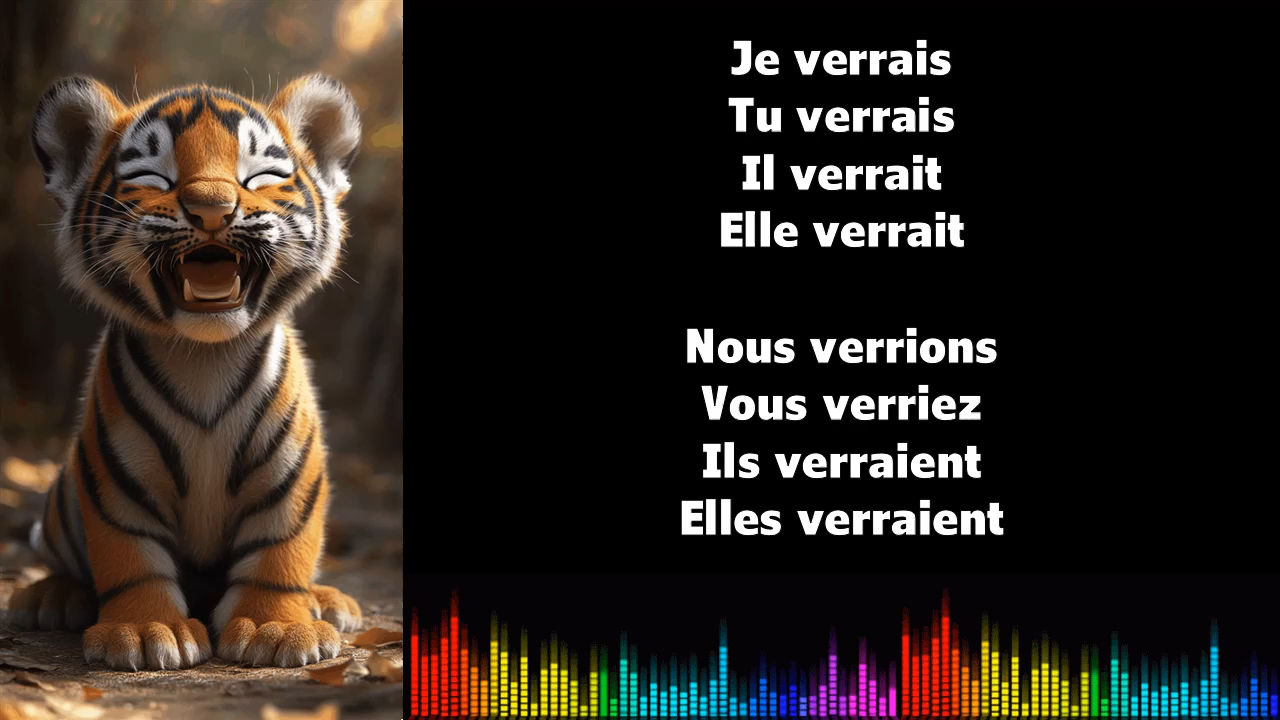 Je verrais
Tu verrais
Il verrait
Elle verrait
Nous verrions
Vous verriez
Ils verraient
Elles verraient